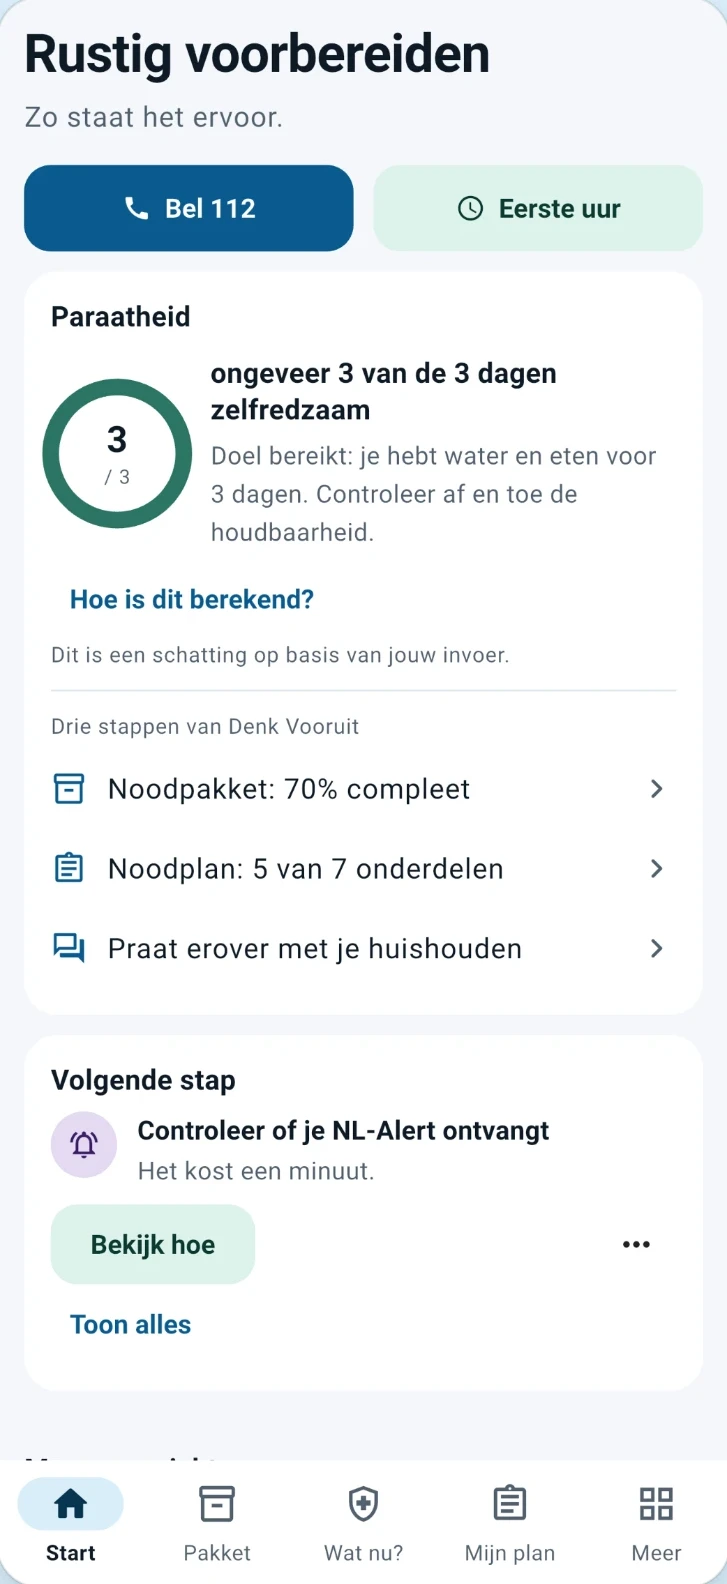 Rustig voorbereiden
Zo staat het ervoor.
Bel 112
Eerste uur
Paraatheid
3
/ 3
ongeveer 3 van de 3 dagen
zelfredzaam
Doel bereikt: je hebt water en eten voor
3 dagen. Controleer af en toe de
houdbaarheid.
Hoe is dit berekend?
Dit is een schatting op basis van jouw invoer.
Drie stappen van Denk Vooruit
Noodpakket: 70% compleet
Noodplan: 5 van 7 onderdelen
Praat erover met je huishouden
Volgende stap
Controleer of je NL-Alert ontvangt
Het kost een minuut.
Bekijk hoe
Toon alles
Start
Pakket
Wat nu?
Mijn plan
Meer